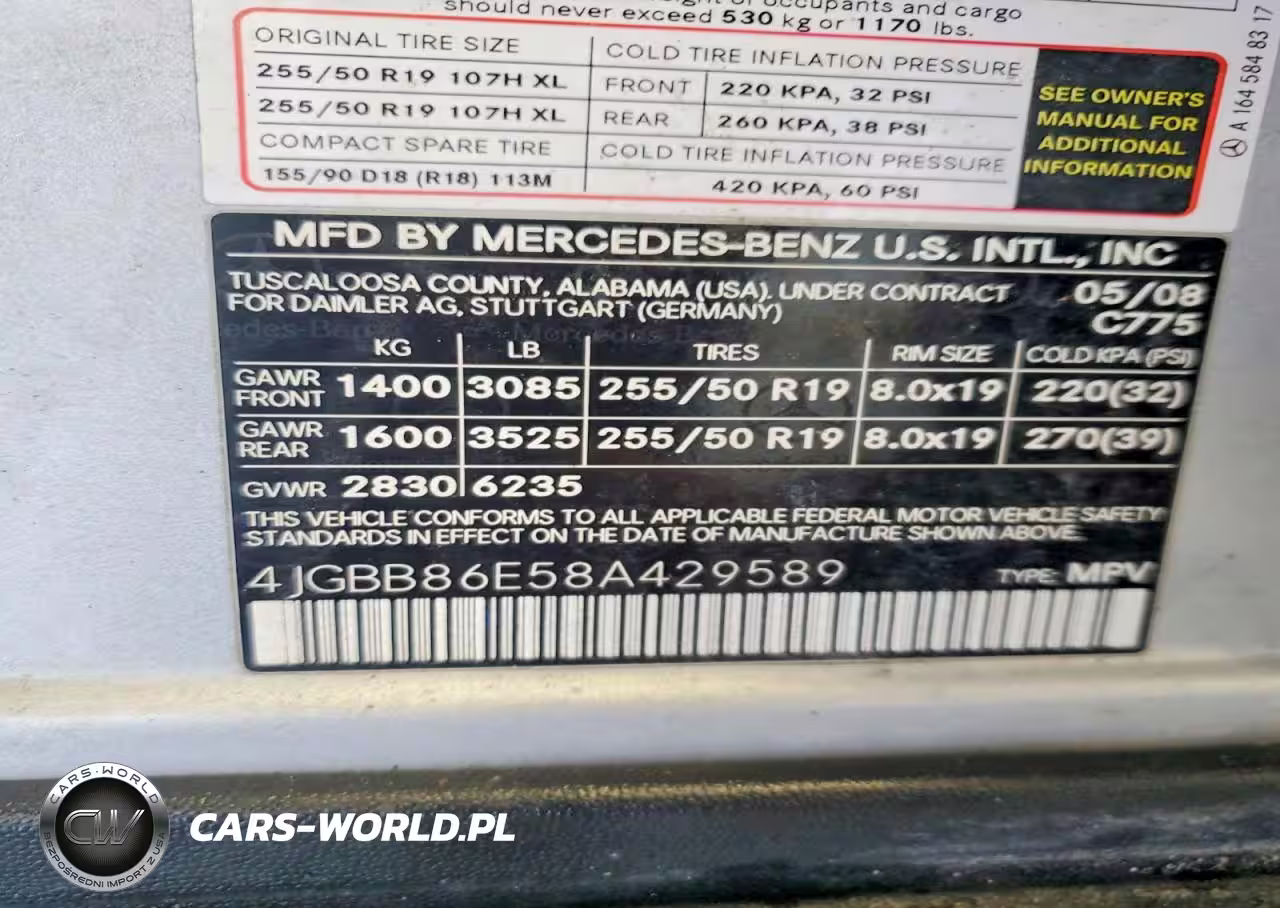 occupants and cargo
should never exceed 530 kg or 1170 lbs.
ORIGINAL TIRE SIZE
COLD TIRE INFLATION PRESSURE
255/50 R19 107H XL
FRONT
220 KPA, 32 PSI
255/50 R19 107H XL
REAR
260 KPA, 38 PSI
COMPACT SPARE TIRE
COLD TIRE INFLATION PRESSURE
155/90 D18 (R18) 113M
420 KPA, 60 PSI
SEE OWNER'S
MANUAL FOR
ADDITIONAL
INFORMATION
A 164 584 83 17
MFD BY MERCEDES-BENZ U.S. INTL., INC
TUSCALOOSA COUNTY, ALABAMA (USA). UNDER CONTRACT
05/08
FOR DAIMLER AG, STUTTGART (GERMANY)
C775
KG LB TIRES RIM SIZE COLD KPA (PSI)
GAWR
FRONT
1400 3085 255/50 R19 8.0x19 220(32)
GAWR
REAR
1600 3525 255/50 R19 8.0x19 270(39)
GVWR 2830 6235
THIS VEHICLE CONFORMS TO ALL APPLICABLE FEDERAL MOTOR VEHICLE SAFETY
STANDARDS IN EFFECT ON THE DATE OF MANUFACTURE SHOWN ABOVE.
4JGBB86E58A429589
TYPE: MPV
CARS-WORLD
CW
BEZPOŚREDNI IMPORT Z USA
CARS-WORLD.PL